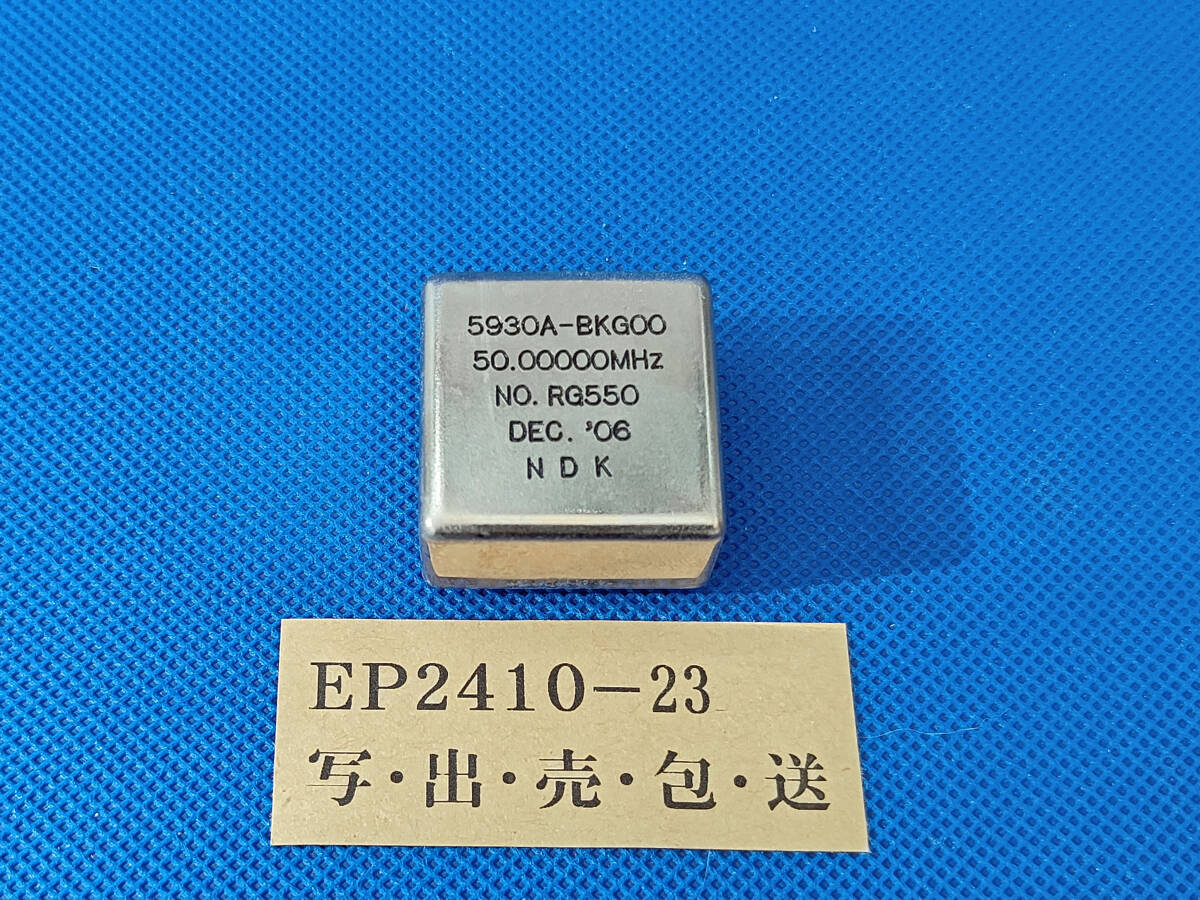 5930A-BKG00
50.00000MHz
NO. RG550
DEC. '06
N D K
EP2410-23
写・出・売・包・送